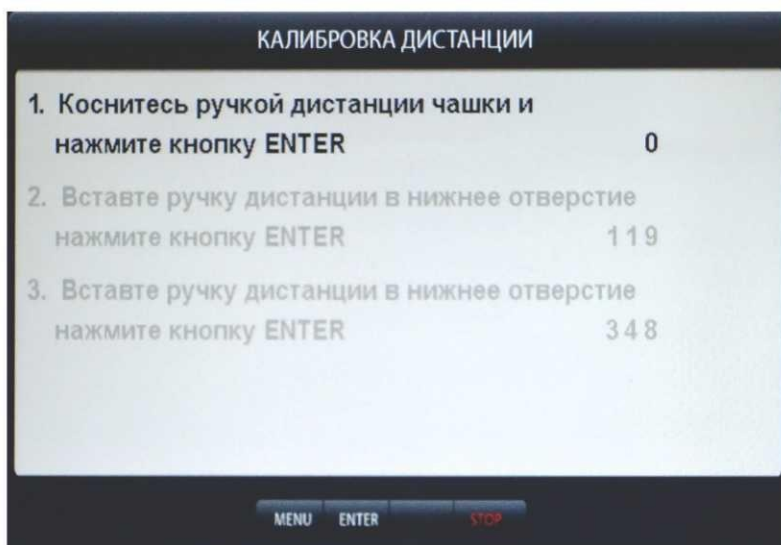 КАЛИБРОВКА ДИСТАНЦИИ
1. Коснитесь ручкой дистанции чашки и
нажмите кнопку ENTER 0
2. Вставте ручку дистанции в нижнее отверстие
нажмите кнопку ENTER 119
3. Вставте ручку дистанции в нижнее отверстие
нажмите кнопку ENTER 348
MENU ENTER STOP